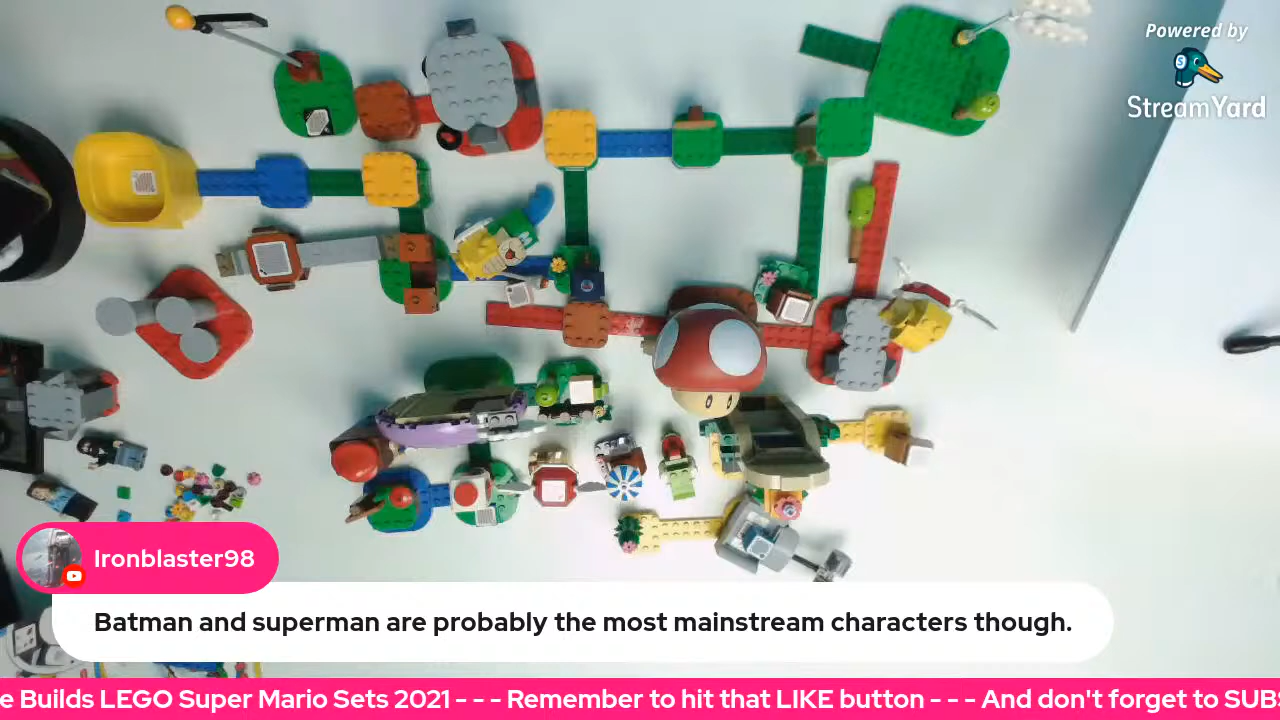 Powered by
StreamYard
Ironblaster98
Batman and superman are probably the most mainstream characters though.
e Builds LEGO Super Mario Sets 2021 - - - Remember to hit that LIKE button - - - And don't forget to SUBS